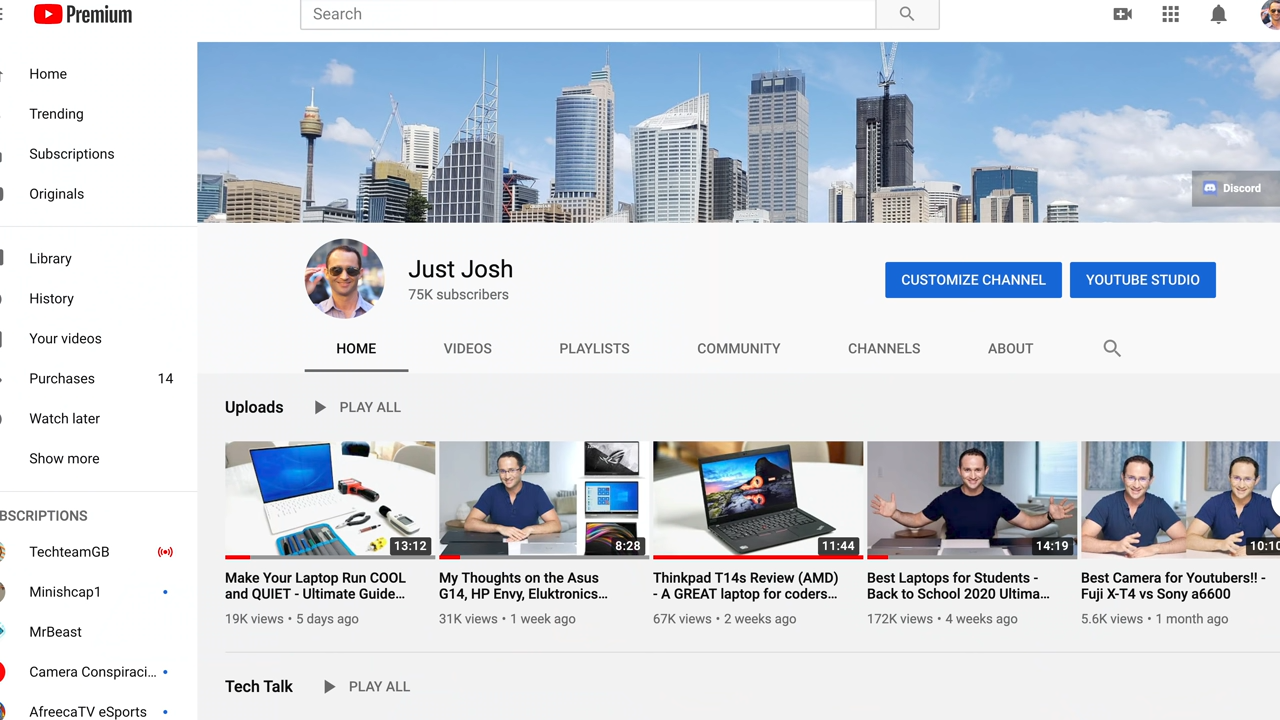 Premium
Search
Home
Trending
Subscriptions
Originals
Library
History
Your videos
Purchases 14
Watch later
Show more
BSCRIPTIONS
TechteamGB
Minishcap1
MrBeast
Camera Conspiraci...
AfreecaTV eSports
Discord
Just Josh
75K subscribers
CUSTOMIZE CHANNEL
YOUTUBE STUDIO
HOME VIDEOS PLAYLISTS COMMUNITY CHANNELS ABOUT
Uploads PLAY ALL
13:12
8:28
11:44
14:19
10:10
Make Your Laptop Run COOL
and QUIET - Ultimate Guide...
19K views • 5 days ago
My Thoughts on the Asus
G14, HP Envy, Eluktronics...
31K views • 1 week ago
Thinkpad T14s Review (AMD)
- A GREAT laptop for coders...
67K views • 2 weeks ago
Best Laptops for Students -
Back to School 2020 Ultima...
172K views • 4 weeks ago
Best Camera for Youtubers!! -
Fuji X-T4 vs Sony a6600
5.6K views • 1 month ago
Tech Talk PLAY ALL